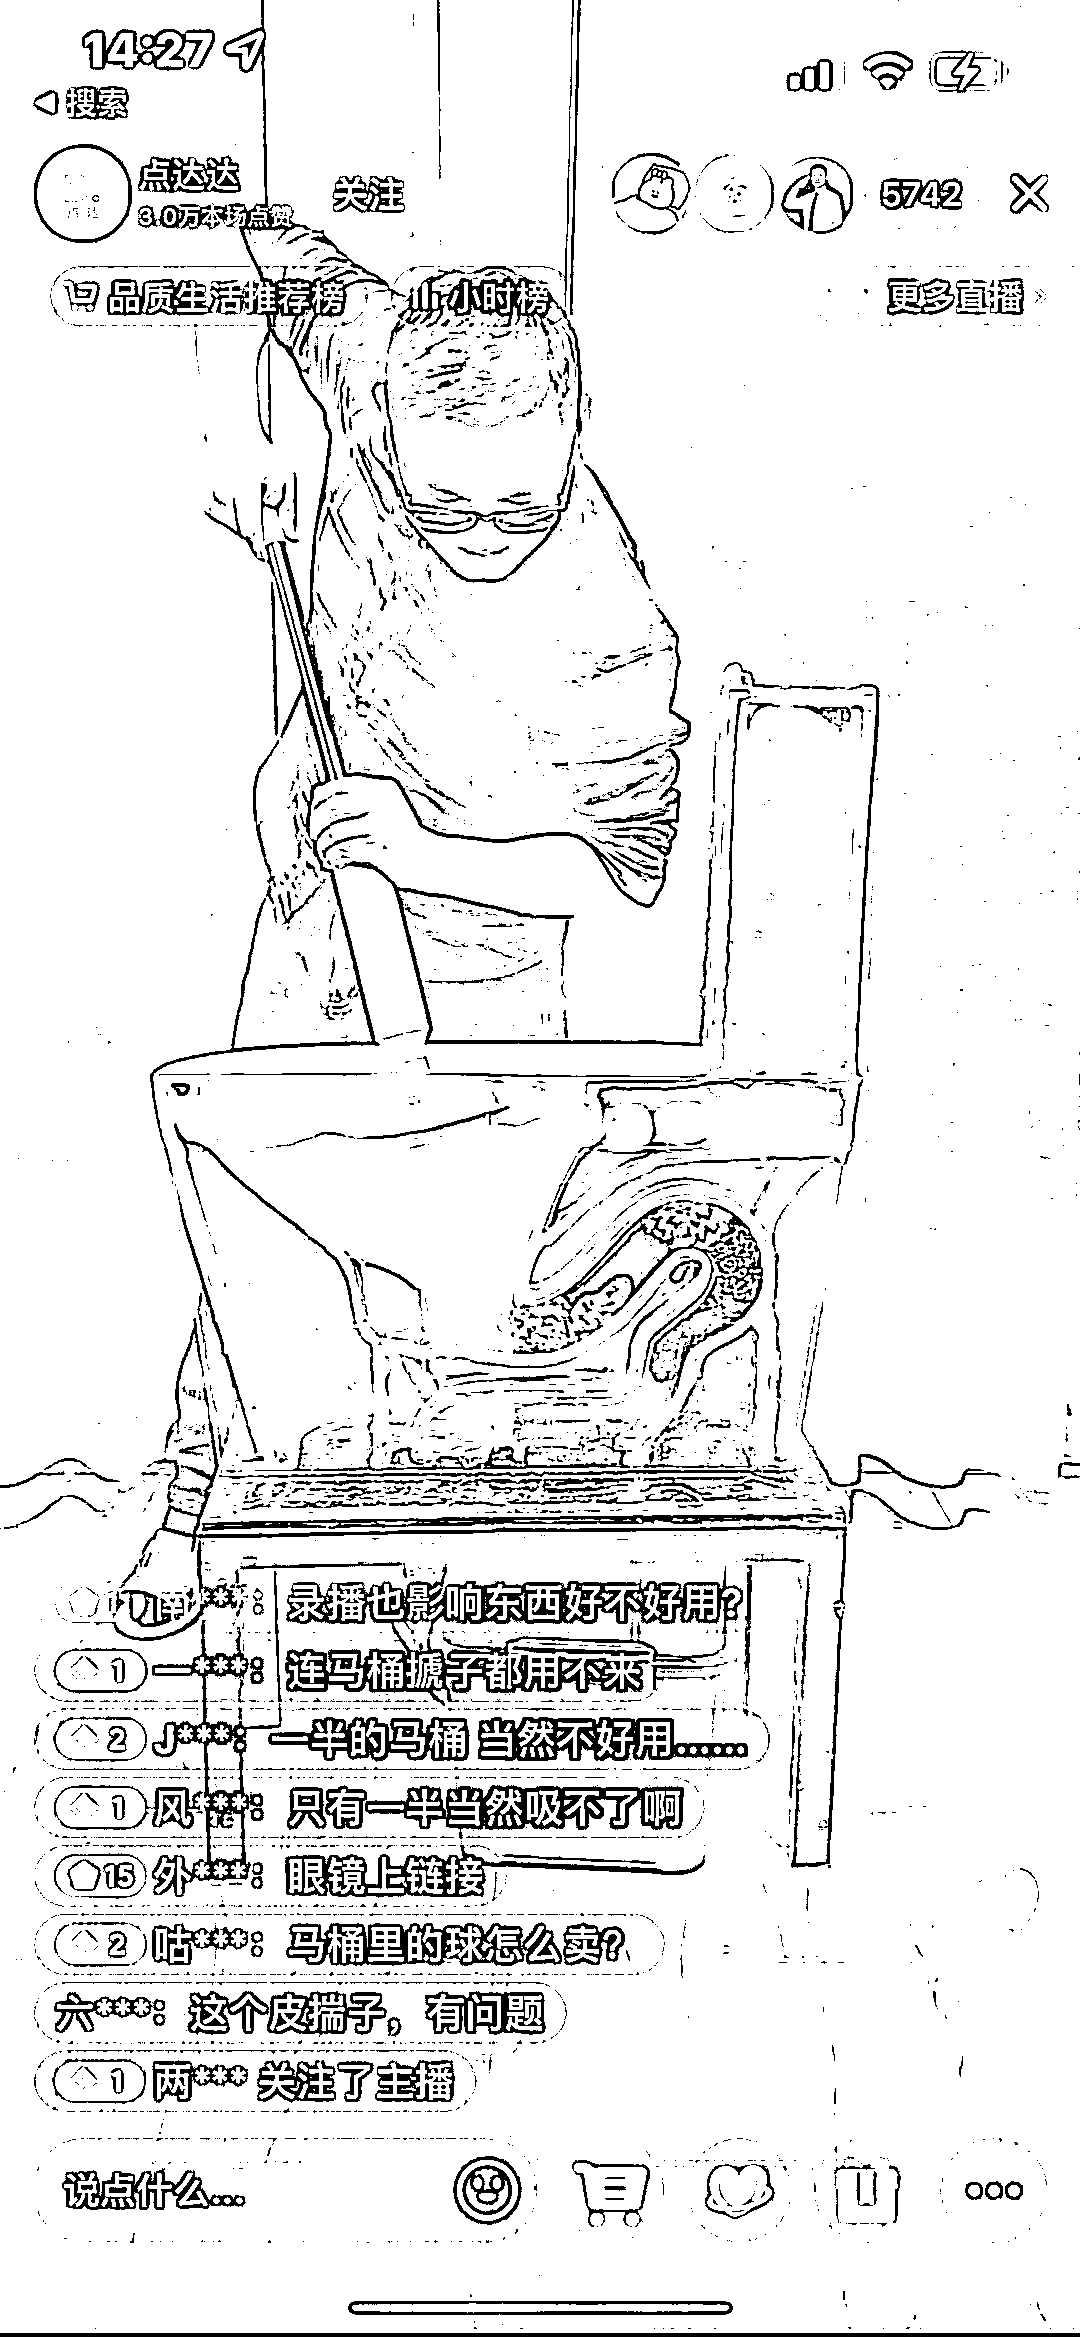 14:27
搜索
点达达
3.0万本场点赞
关注
5742
品质生活推荐榜
小时榜
更多直播
南***: 录播也影响东西好不好用?
1 一***: 连马桶搋子都用不来
2 J***: 一半的马桶 当然不好用......
1 风***: 只有一半当然吸不了啊
15 外***: 眼镜上链接
2 咕***: 马桶里的球怎么卖?
六***: 这个皮揣子,有问题
1 两*** 关注了主播
说点什么...